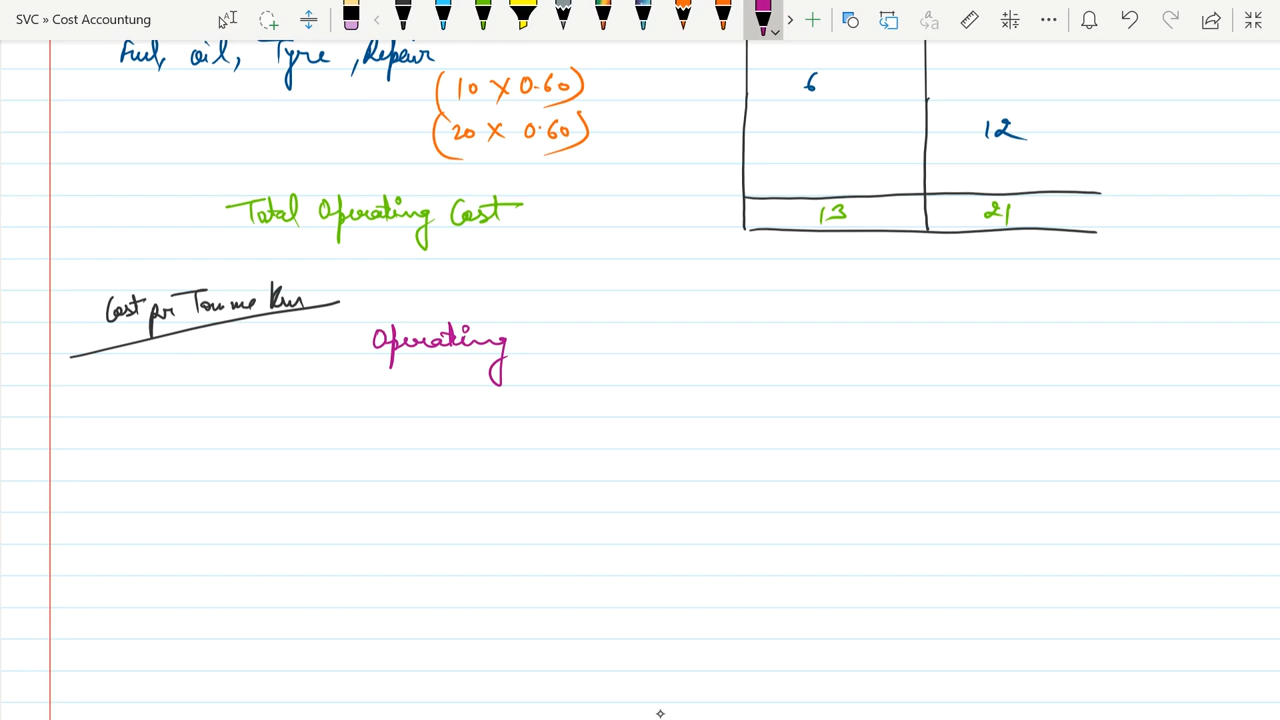 SVC » Cost Accountung
Fuel, oil, Tyre, Repair
(10 X 0.60)
6
(20 X 0.60)
12
Total Operating Cost
13 21
Cost per Tonne Km
Operating